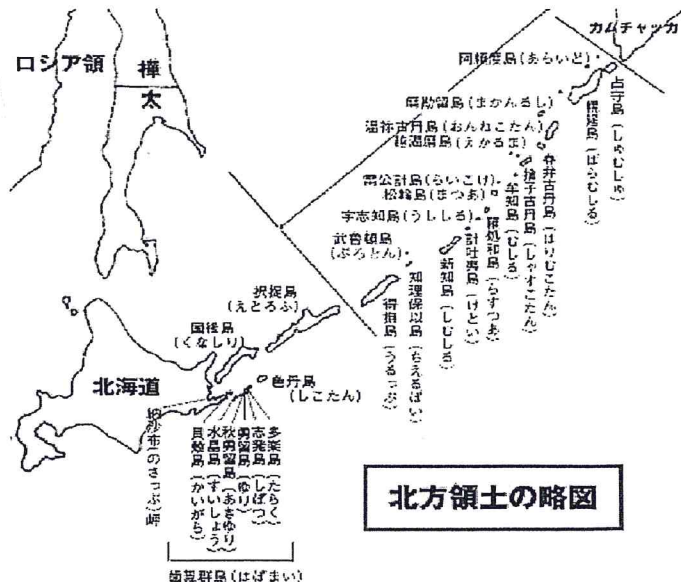 カムチャッカ
ロシア領
樺太
阿頼度島(あらいど)
占守島(しゅむしゅ)
幌筵島(ぱらむしる)
磨勘留島(まかんるし)
温祢古丹島(おんねこたん)
越渇磨島(えかるま)
春牟古丹島(はりむこたん)
捨子古丹島(しゃすこたん)
牟知島(むしる)
雷公計島(らいこけ)
松輪島(まつあ)
羅処和島(らすつあ)
宇志知島(うししる)
計吐夷島(けとい)
新知島(しむしる)
武魯頓島
(ぶろとん)
知理保以島(ちえるぽい)
得撫島(うるっぷ)
択捉島
(えとろふ)
国後島
(くなしり)
北海道
色丹島
(しこたん)
多楽島(たらく)
志発島(しぼつ)
勇留島(ゆり)
秋勇留島(あきゆり)
水晶島(すいしょう)
貝殻島(かいがら)
納沙布(のさっぷ)岬
歯舞群島(はぼまい)
北方領土の略図